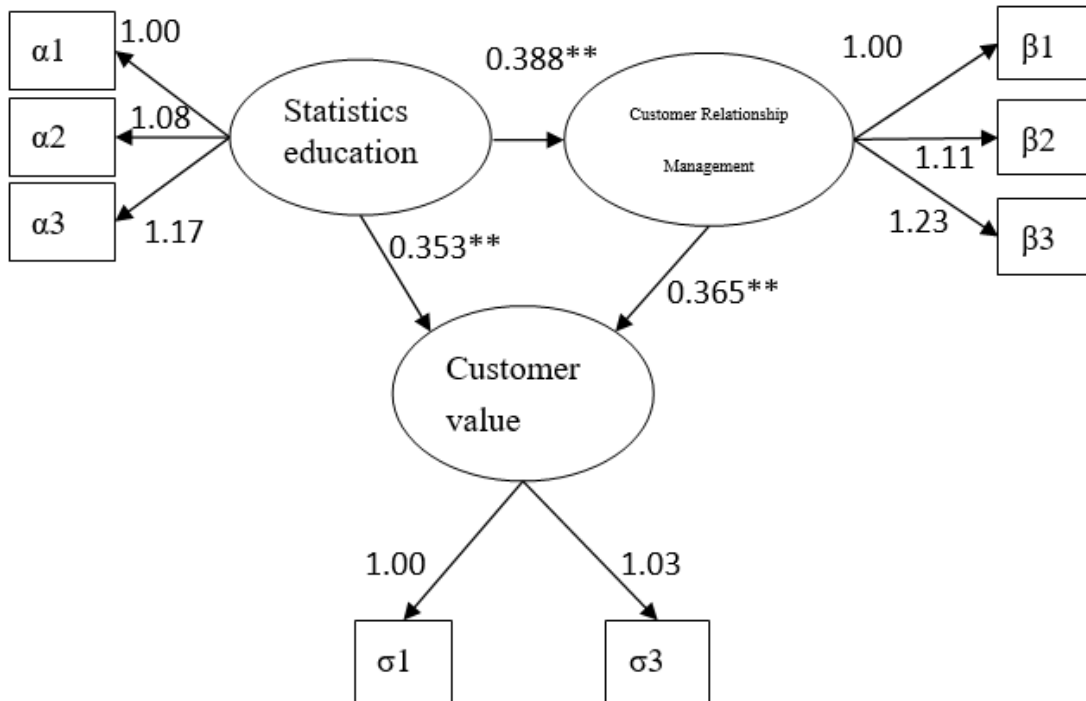 α1
1.00
α2
1.08
α3
1.17
Statistics
education
0.388**
Customer Relationship
Management
1.00
β1
1.11
β2
1.23
β3
0.353**
0.365**
Customer
value
1.00
1.03
σ1
σ3